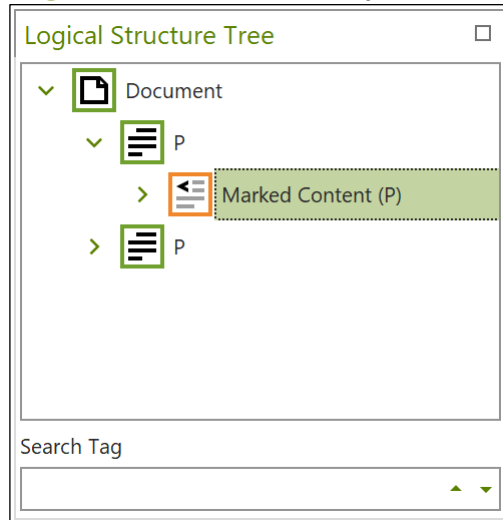 Logical Structure Tree
Document
P
Marked Content (P)
P
Search Tag